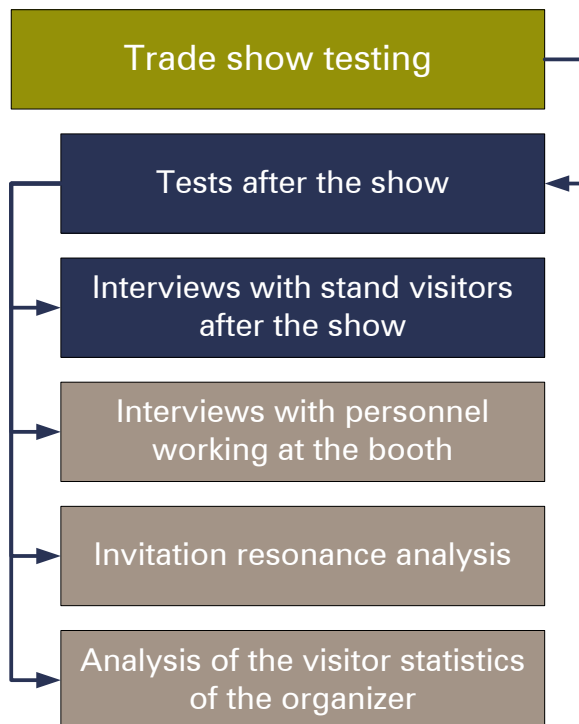 Trade show testing
Tests after the show
Interviews with stand visitors
after the show
Interviews with personnel
working at the booth
Invitation resonance analysis
Analysis of the visitor statistics
of the organizer